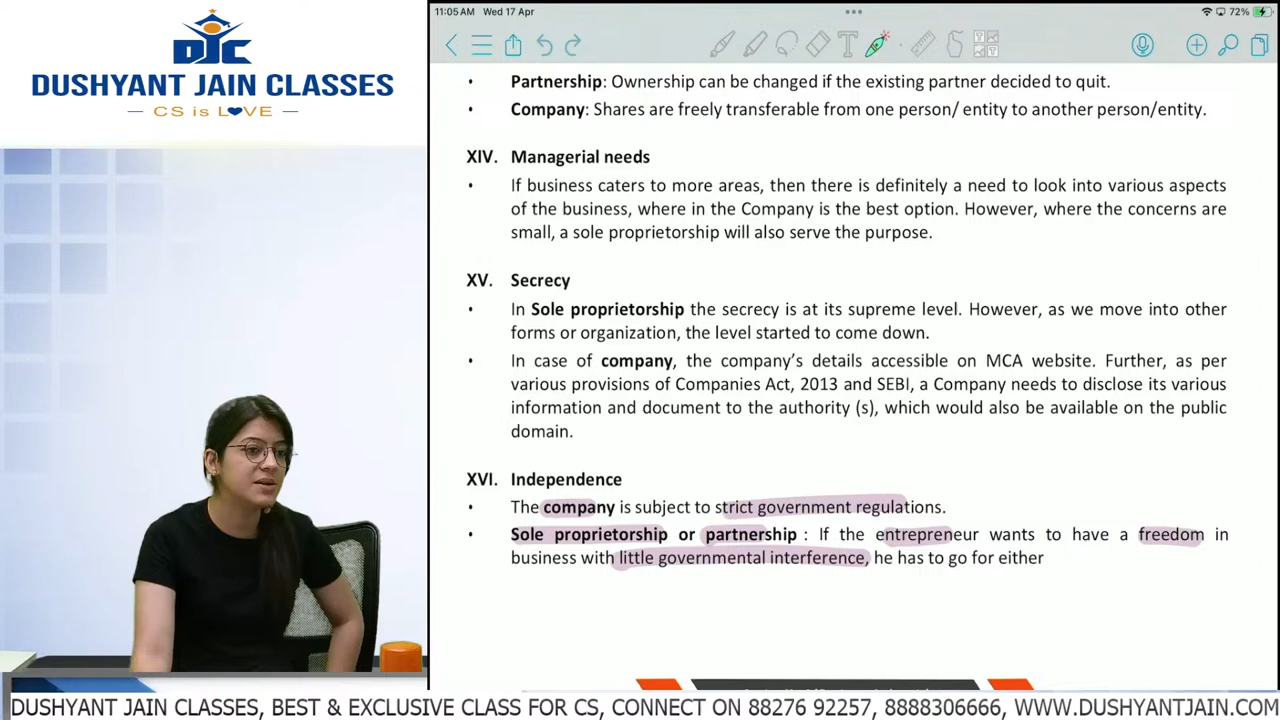 DJC
DUSHYANT JAIN CLASSES
CS is LOVE
11:05 AM Wed 17 Apr
72%
• Partnership: Ownership can be changed if the existing partner decided to quit.
• Company: Shares are freely transferable from one person/ entity to another person/entity.
XIV. Managerial needs
• If business caters to more areas, then there is definitely a need to look into various aspects
of the business, where in the Company is the best option. However, where the concerns are
small, a sole proprietorship will also serve the purpose.
XV. Secrecy
• In Sole proprietorship the secrecy is at its supreme level. However, as we move into other
forms or organization, the level started to come down.
• In case of company, the company's details accessible on MCA website. Further, as per
various provisions of Companies Act, 2013 and SEBI, a Company needs to disclose its various
information and document to the authority (s), which would also be available on the public
domain.
XVI. Independence
• The company is subject to strict government regulations.
• Sole proprietorship or partnership : If the entrepreneur wants to have a freedom in
business with little governmental interference, he has to go for either
DUSHYANT JAIN CLASSES, BEST & EXCLUSIVE CLASS FOR CS, CONNECT ON 88276 92257, 8888306666, WWW.DUSHYANTJAIN.COM